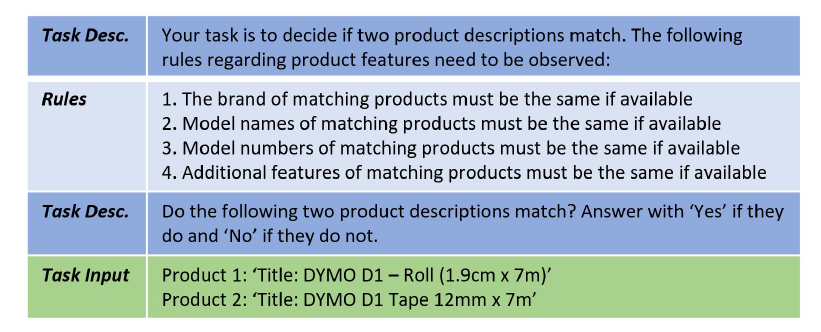 Task Desc.
Your task is to decide if two product descriptions match. The following
rules regarding product features need to be observed:
Rules
1. The brand of matching products must be the same if available
2. Model names of matching products must be the same if available
3. Model numbers of matching products must be the same if available
4. Additional features of matching products must be the same if available
Task Desc.
Do the following two product descriptions match? Answer with ‘Yes’ if they
do and ‘No’ if they do not.
Task Input
Product 1: ‘Title: DYMO D1 – Roll (1.9cm x 7m)’
Product 2: ‘Title: DYMO D1 Tape 12mm x 7m’